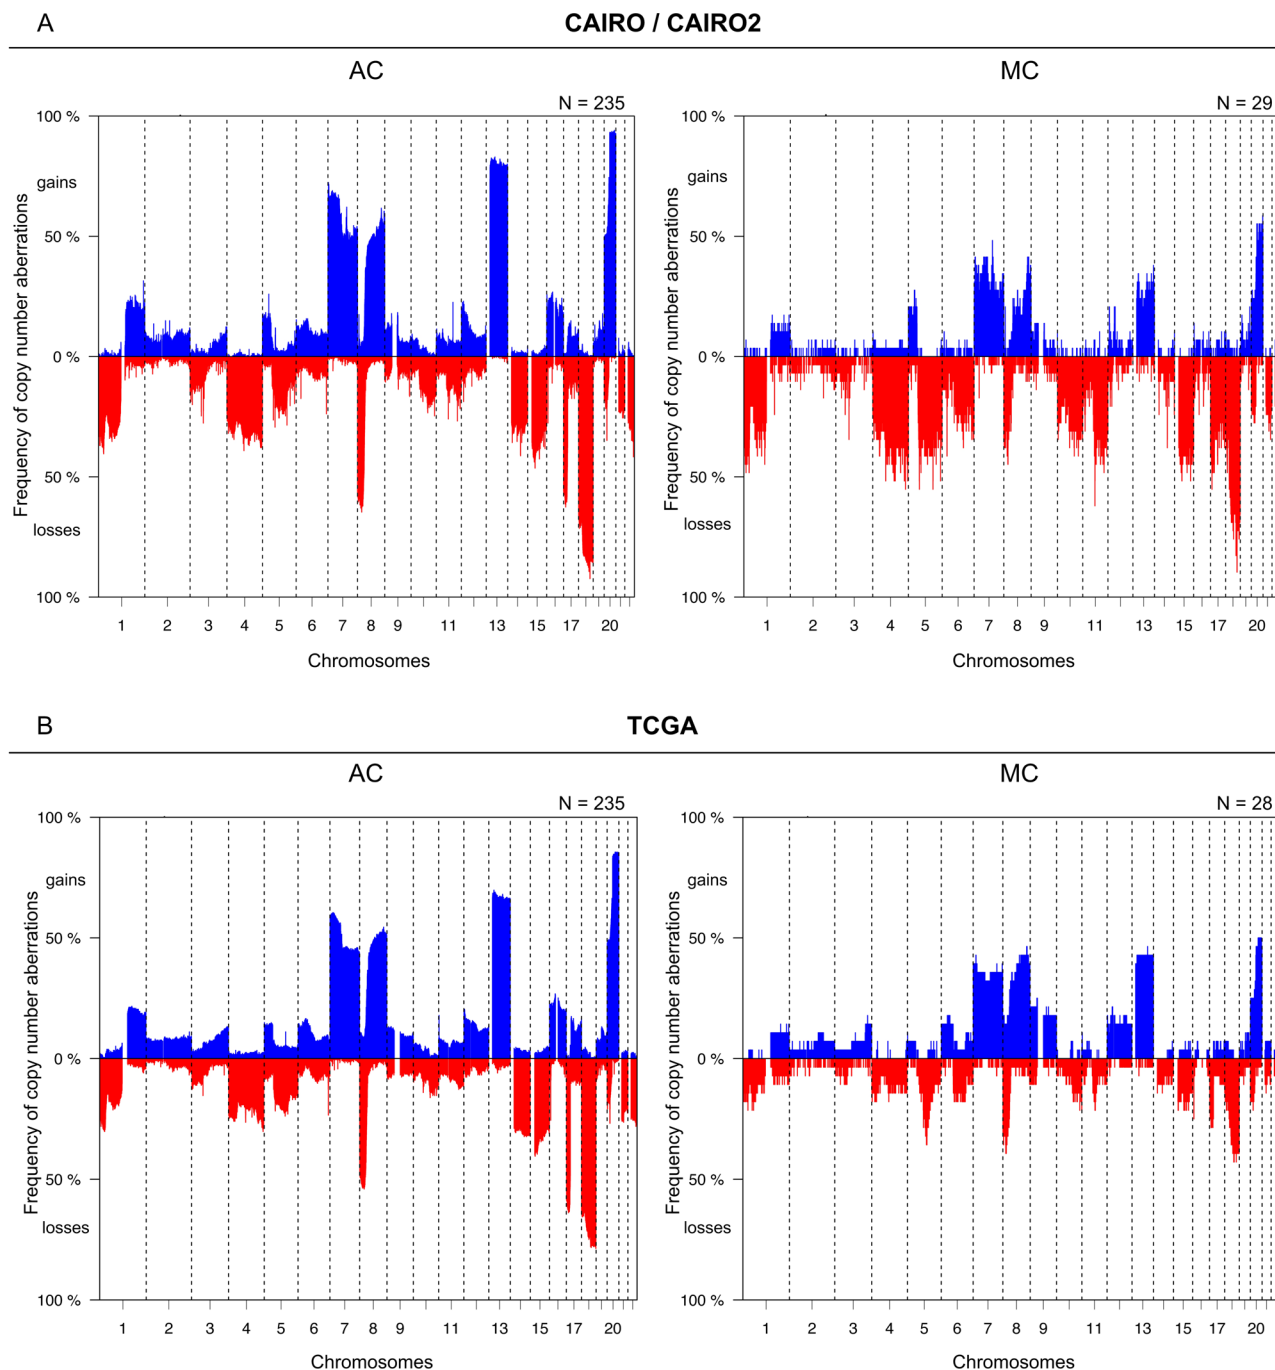 A
CAIRO / CAIRO2
AC
MC
N = 235
N = 29
100 %
gains
50 %
0 %
50 %
losses
100 %
Frequency of copy number aberrations
1 2 3 4 5 6 7 8 9 11 13 15 17 20
Chromosomes
100 %
gains
50 %
0 %
50 %
losses
100 %
Frequency of copy number aberrations
1 2 3 4 5 6 7 8 9 11 13 15 17 20
Chromosomes
B
TCGA
AC
MC
N = 235
N = 28
100 %
gains
50 %
0 %
50 %
losses
100 %
Frequency of copy number aberrations
1 2 3 4 5 6 7 8 9 11 13 15 17 20
Chromosomes
100 %
gains
50 %
0 %
50 %
losses
100 %
Frequency of copy number aberrations
1 2 3 4 5 6 7 8 9 11 13 15 17 20
Chromosomes